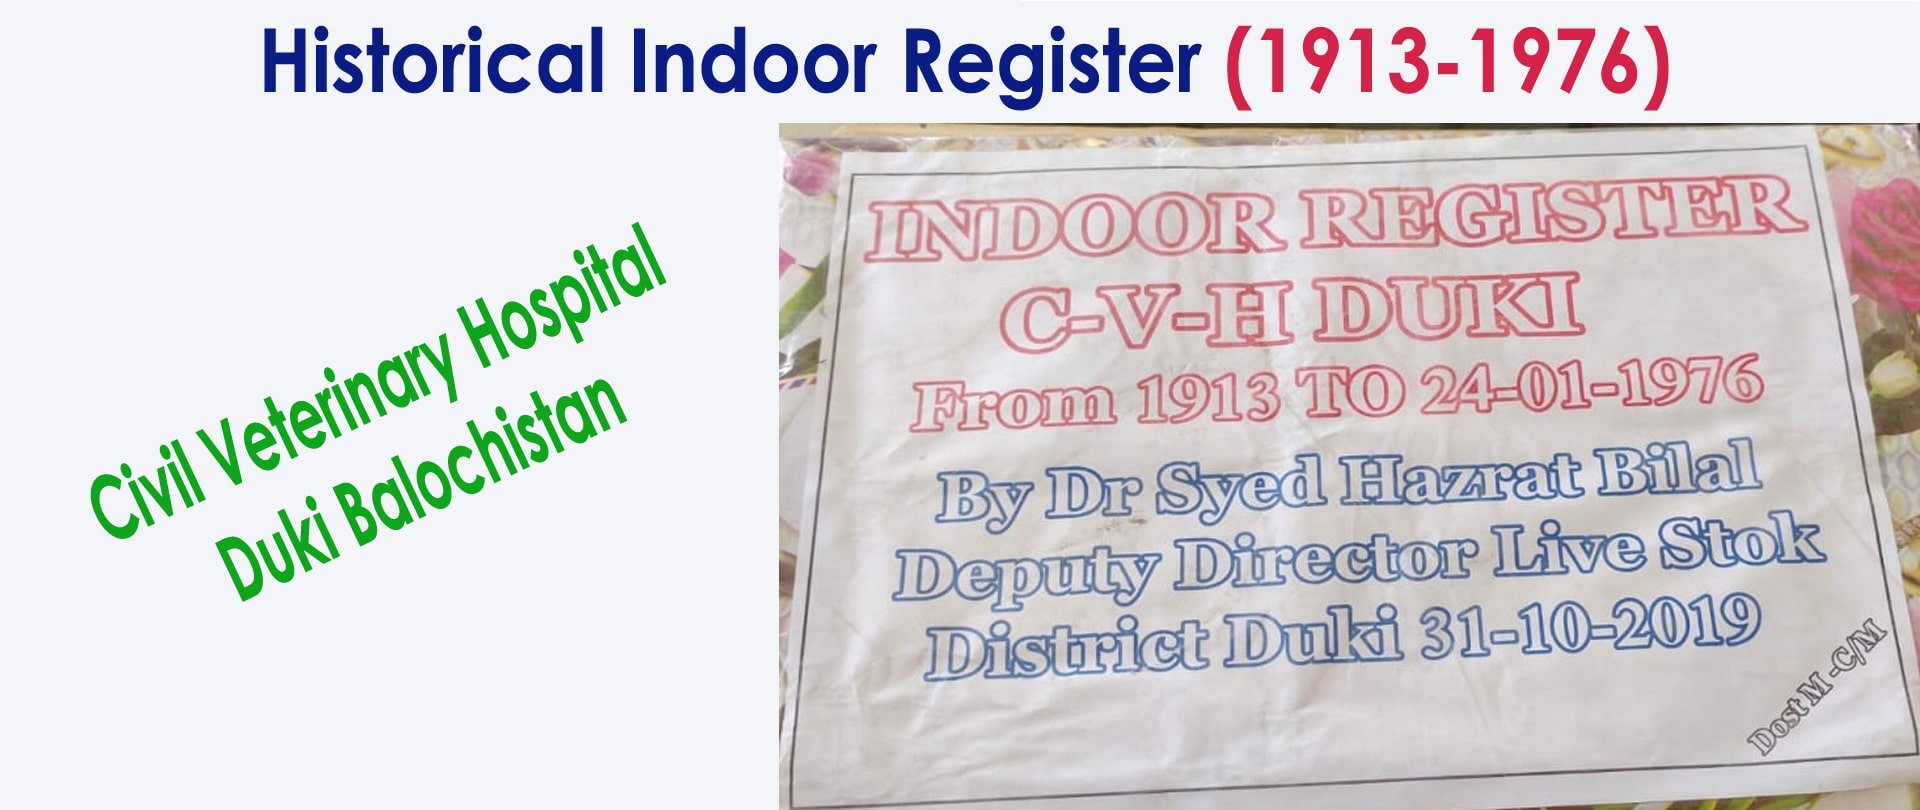 Historical Indoor Register (1913-1976)
Civil Veterinary Hospital
Duki Balochistan
INDOOR REGISTER
C-V-H DUKI
From 1913 TO 24-01-1976
By Dr Syed Hazrat Bilal
Deputy Director Live Stok
District Duki 31-10-2019
Dost M -C/M